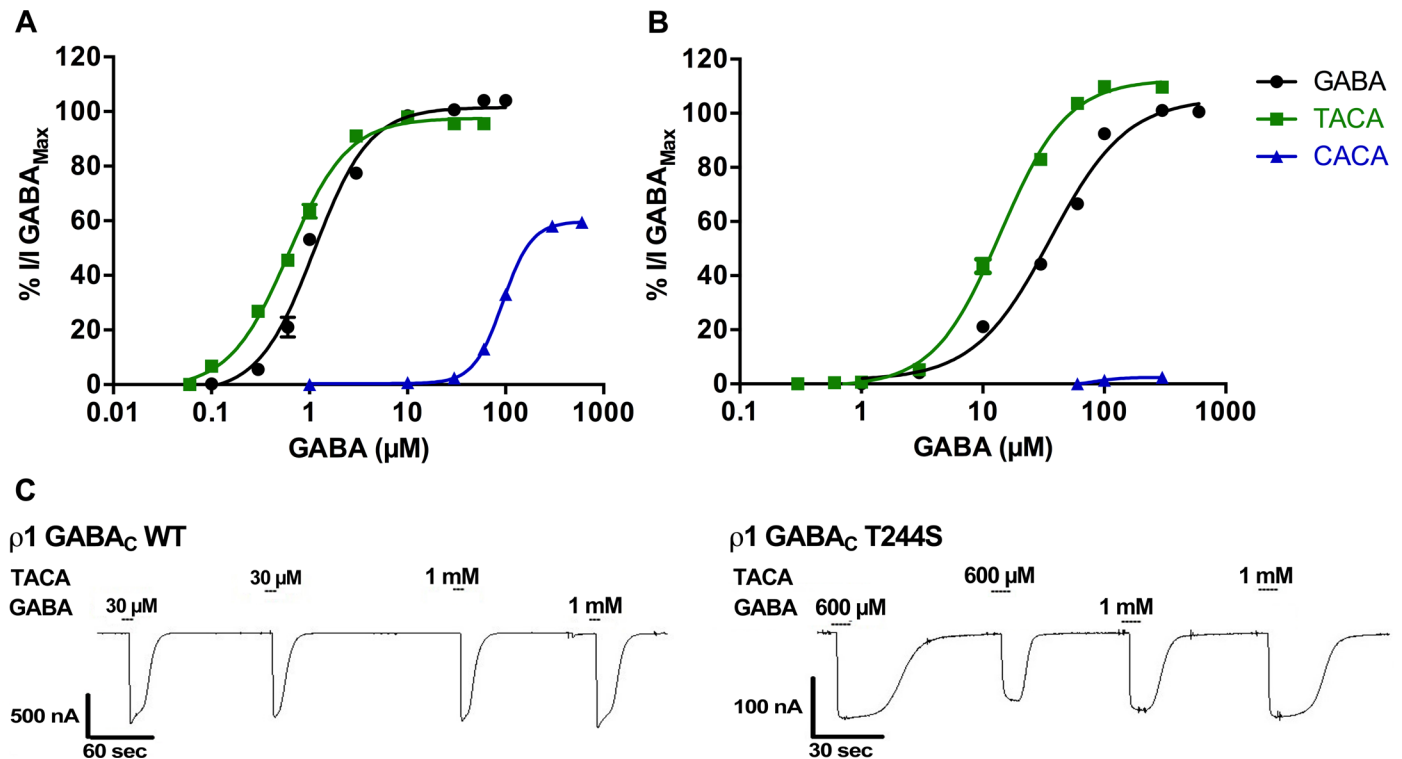 A
B
120
100
80
60
40
20
0
% I/I GABAMax
0.01
0.1
1
10
100
1000
GABA (µM)
120
100
80
60
40
20
0
% I/I GABAMax
0.1
1
10
100
1000
GABA (µM)
GABA
TACA
CACA
C
ρ1 GABAC WT
TACA 30 µM 1 mM
GABA 30 µM 1 mM
500 nA
60 sec
ρ1 GABAC T244S
TACA 600 µM 1 mM
GABA 600 µM 1 mM
100 nA
30 sec